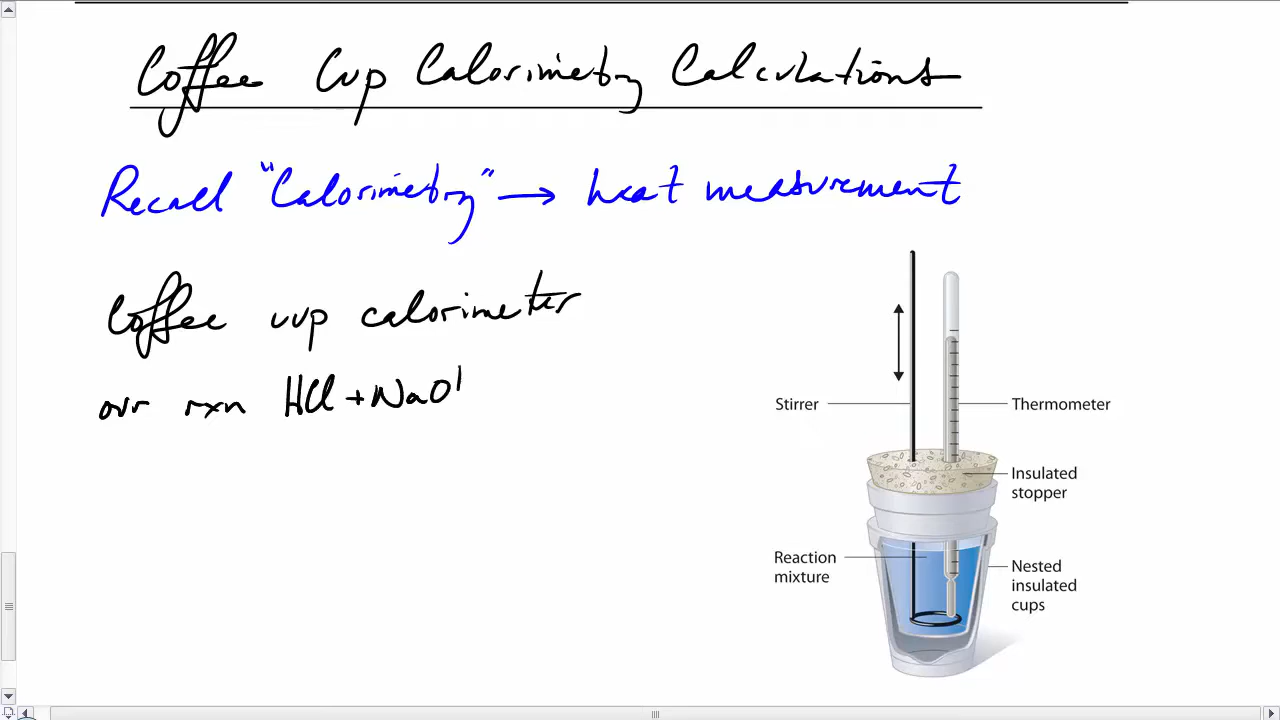 Coffee Cup Calorimetry Calculations
Recall "Calorimetry" → heat measurement
Coffee cup calorimeter
our rxn HCl + NaO
Stirrer
Thermometer
Insulated
stopper
Reaction
mixture
Nested
insulated
cups